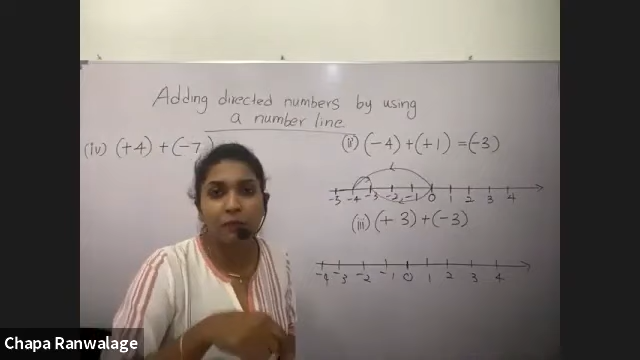 Adding directed numbers by using
a number line.
(iv) (+4) + (-7)
(ii) (-4) + (+1) = (-3)
-5 -4 -3 -2 -1 0 1 2 3 4
(iii) (+3) + (-3)
-4 -3 -2 -1 0 1 2 3 4
Chapa Ranwalage